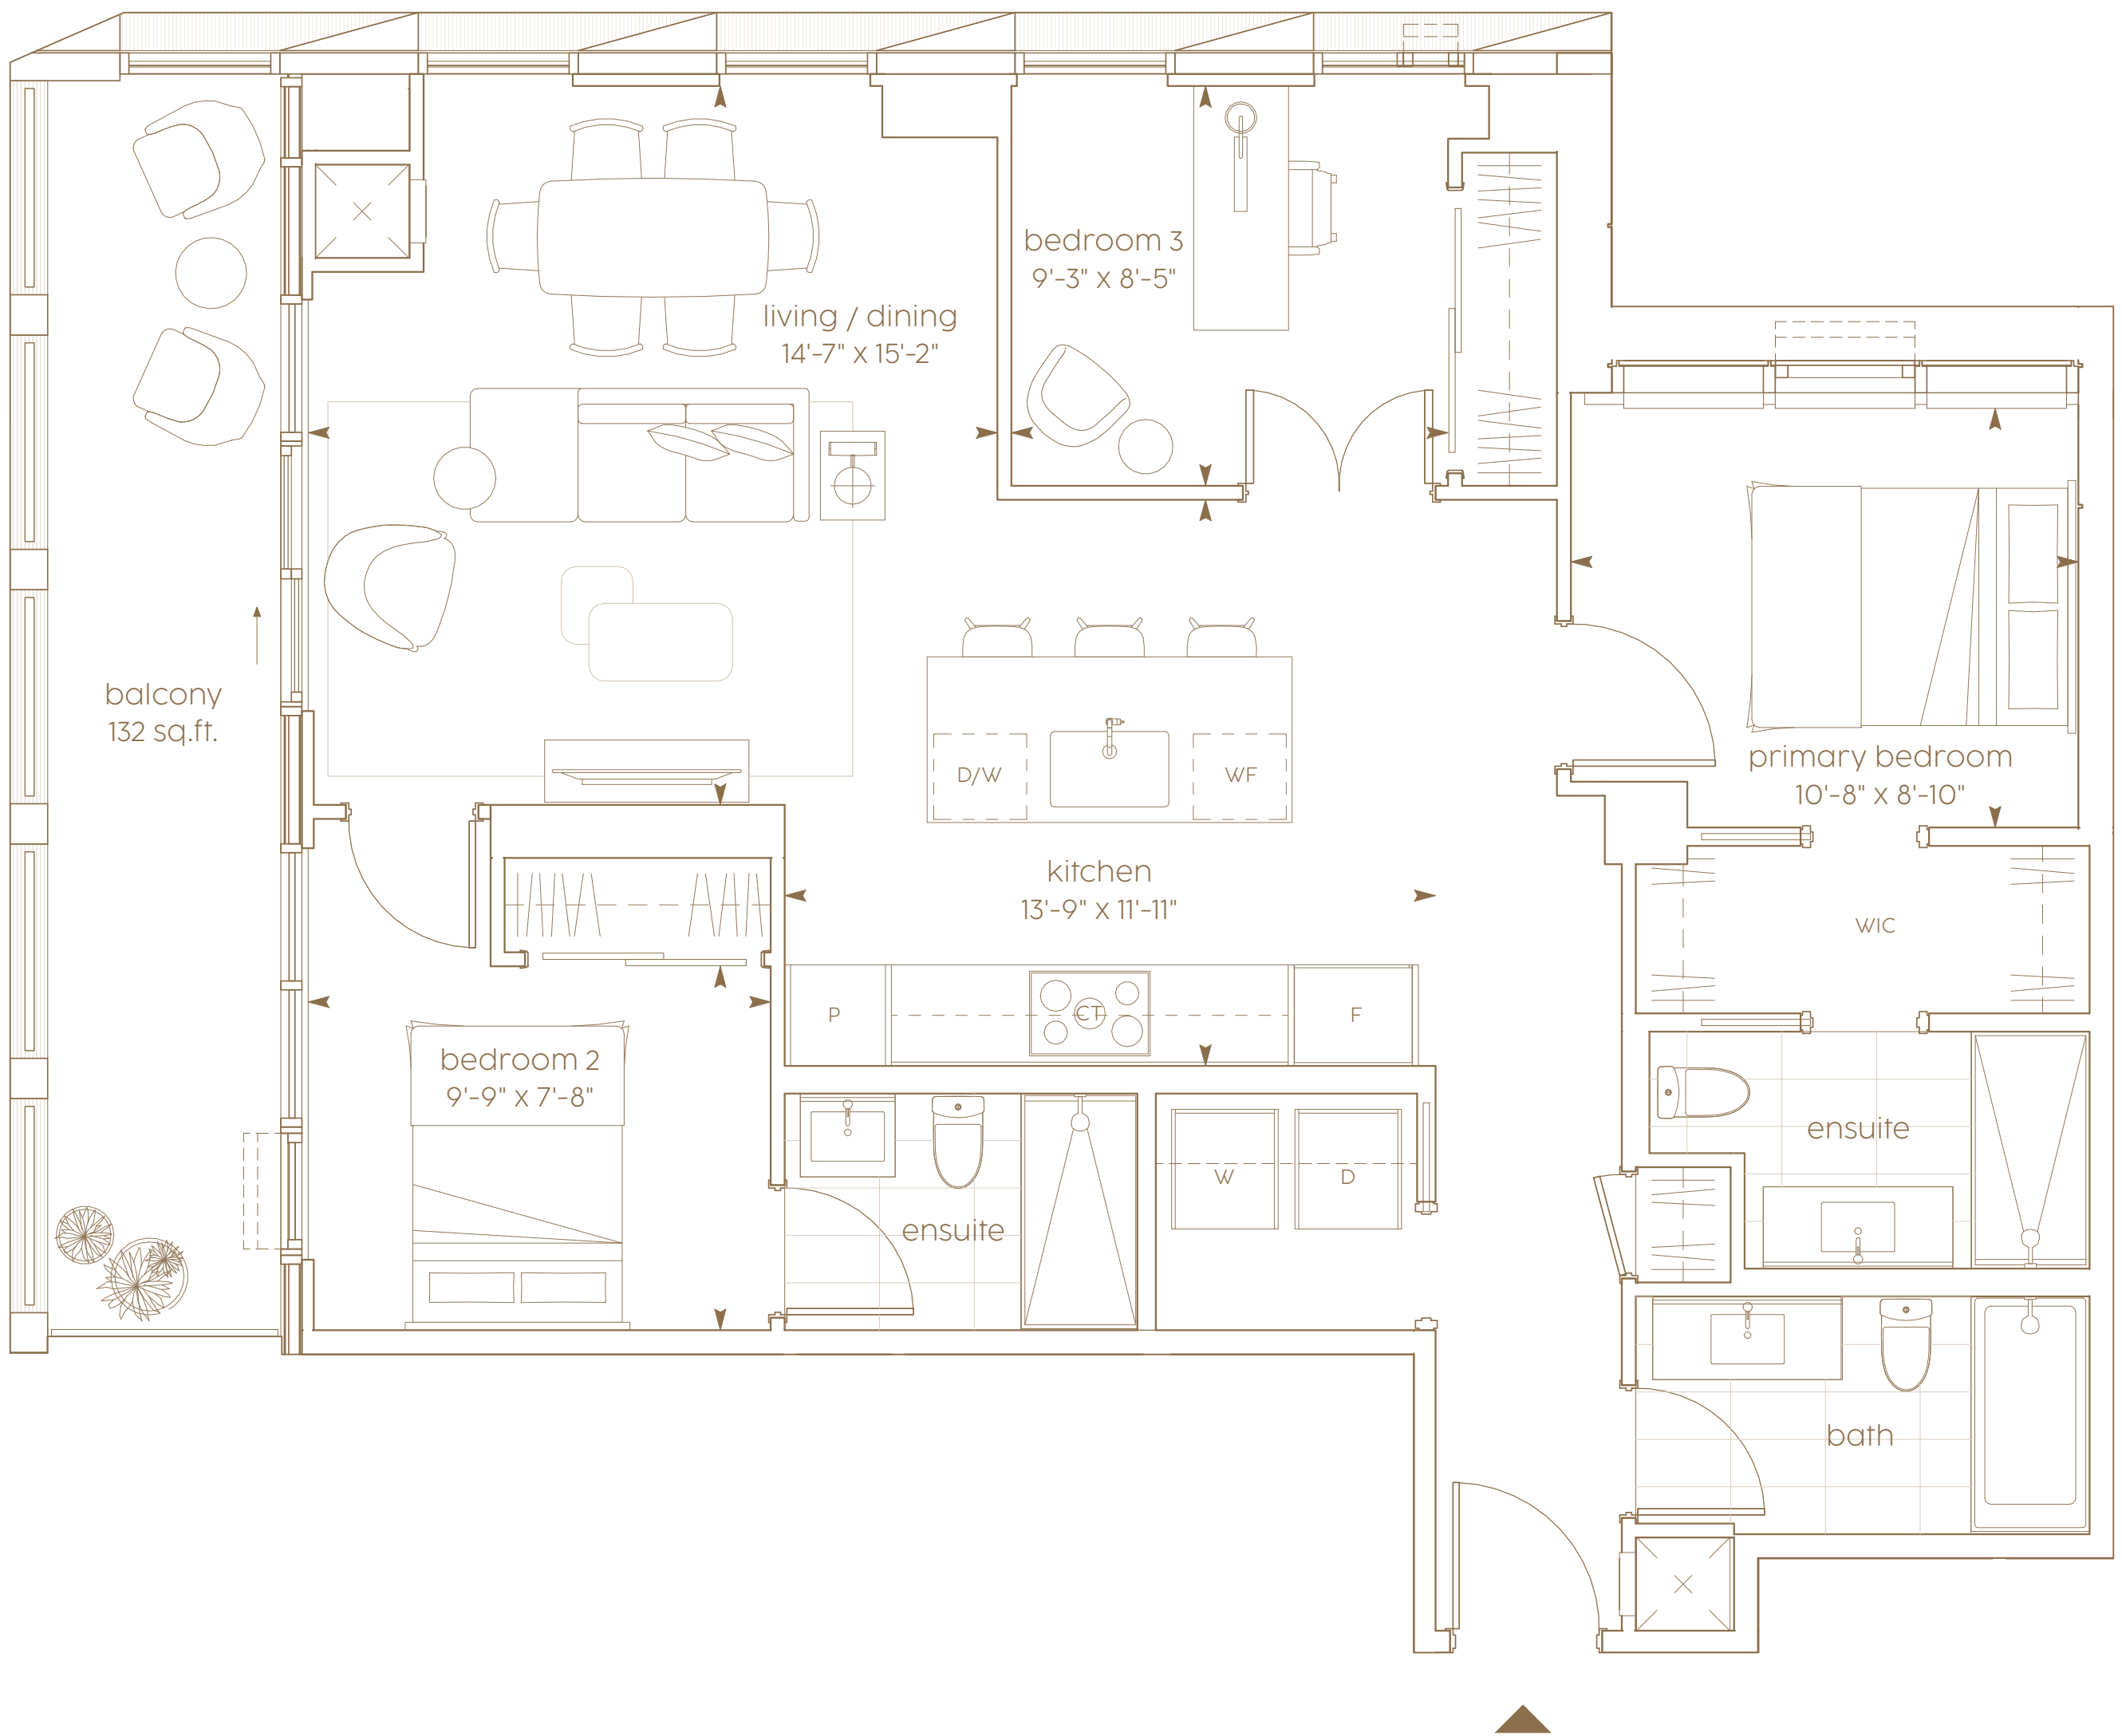 bedroom 3
9'-3" X 8'-5"
living / dining
14'-7" X 15'-2"
balcony
132 sq.ft.
D/W
WF
primary bedroom
10'-8" X 8'-10"
kitchen
13'-9" X 11'-11"
WIC
P
CT
F
bedroom 2
9'-9" X 7'-8"
ensuite
W
D
ensuite
bath